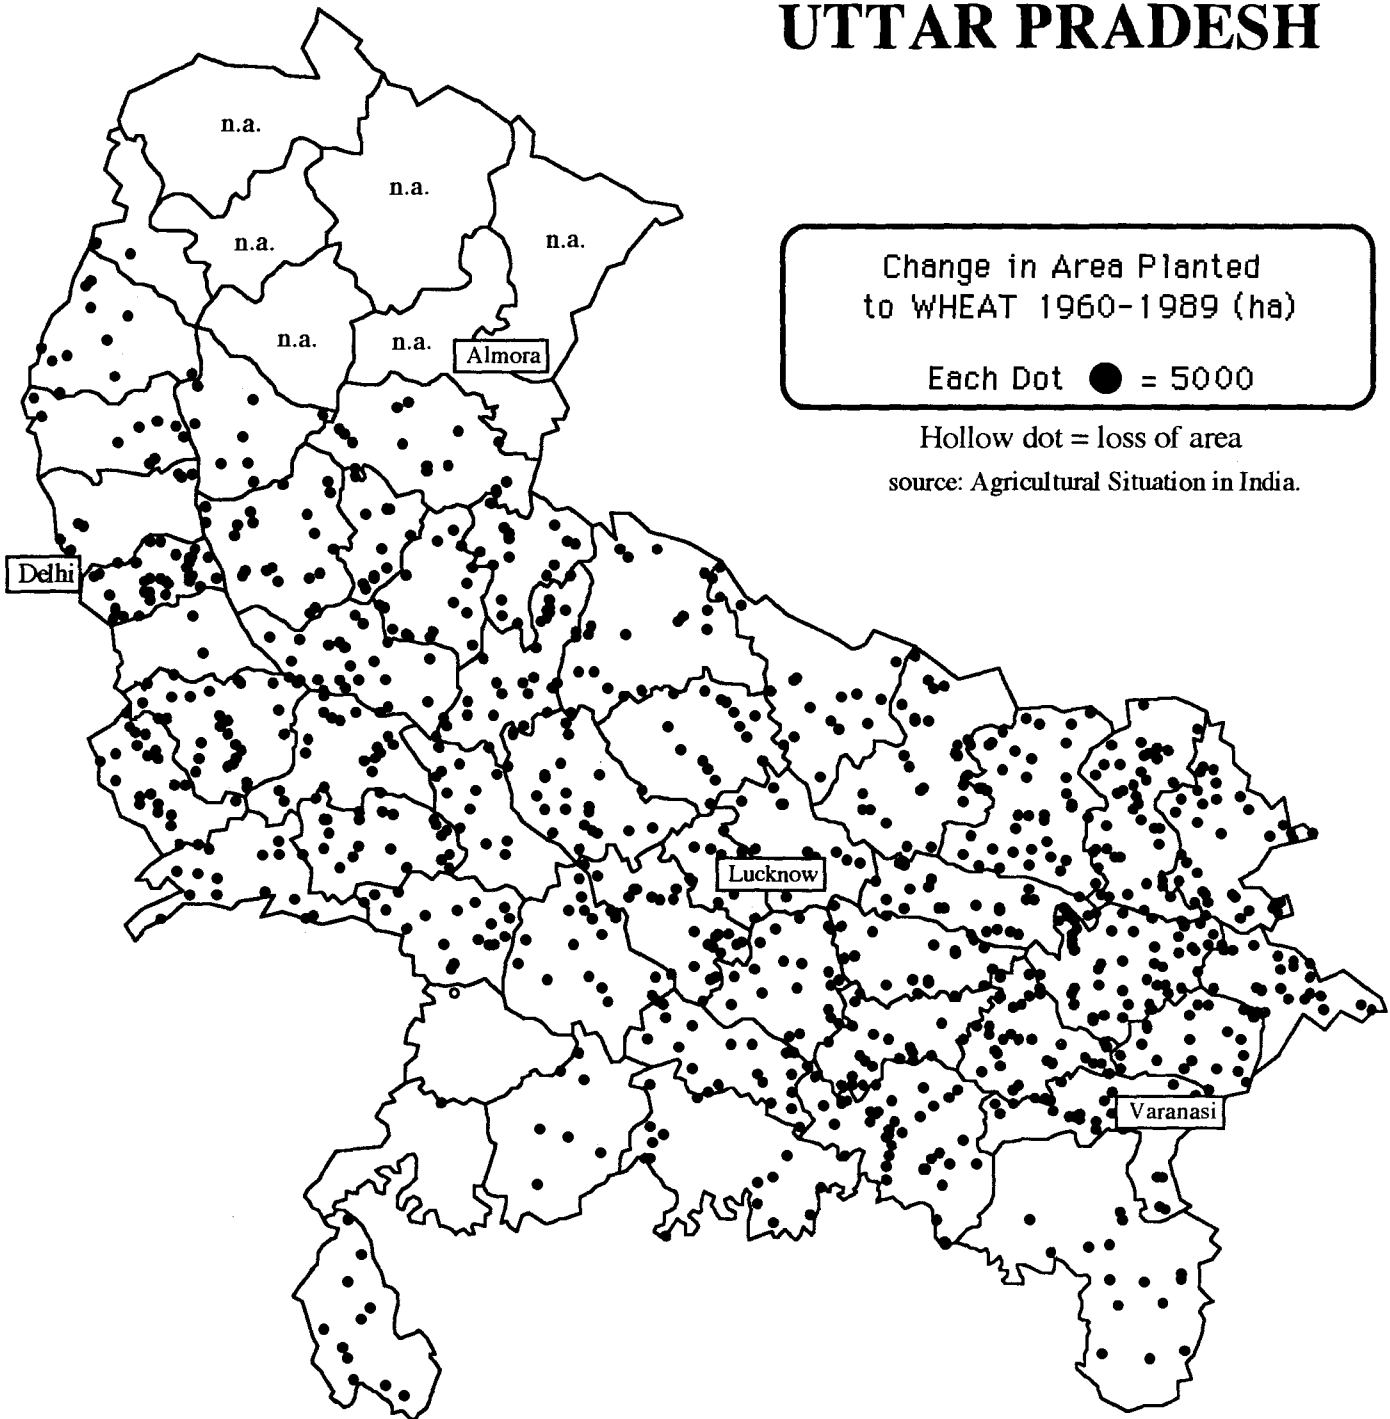 UTTAR PRADESH
n.a.
n.a.
n.a.
n.a.
Change in Area Planted
to WHEAT 1960-1989 (ha)
Each Dot = 5000
n.a.
n.a.
Almora
Hollow dot = loss of area
source: Agricultural Situation in India.
Delhi
Lucknow
Varanasi